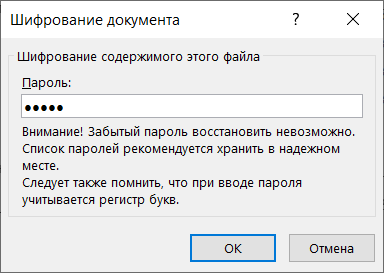 Шифрование документа
?
Шифрование содержимого этого файла
Пароль:
●●●●●
Внимание! Забытый пароль восстановить невозможно.
Список паролей рекомендуется хранить в надежном
месте.
Следует также помнить, что при вводе пароля
учитывается регистр букв.
ОК
Отмена